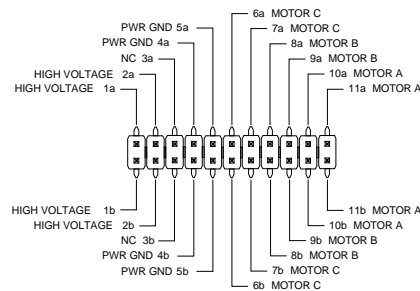 6a MOTOR C
PWR GND 5a
7a MOTOR C
PWR GND 4a
8a MOTOR B
NC 3a
9a MOTOR B
HIGH VOLTAGE 2a
10a MOTOR A
HIGH VOLTAGE 1a
11a MOTOR A
HIGH VOLTAGE 1b
11b MOTOR A
HIGH VOLTAGE 2b
10b MOTOR A
NC 3b
9b MOTOR B
PWR GND 4b
8b MOTOR B
PWR GND 5b
7b MOTOR C
6b MOTOR C